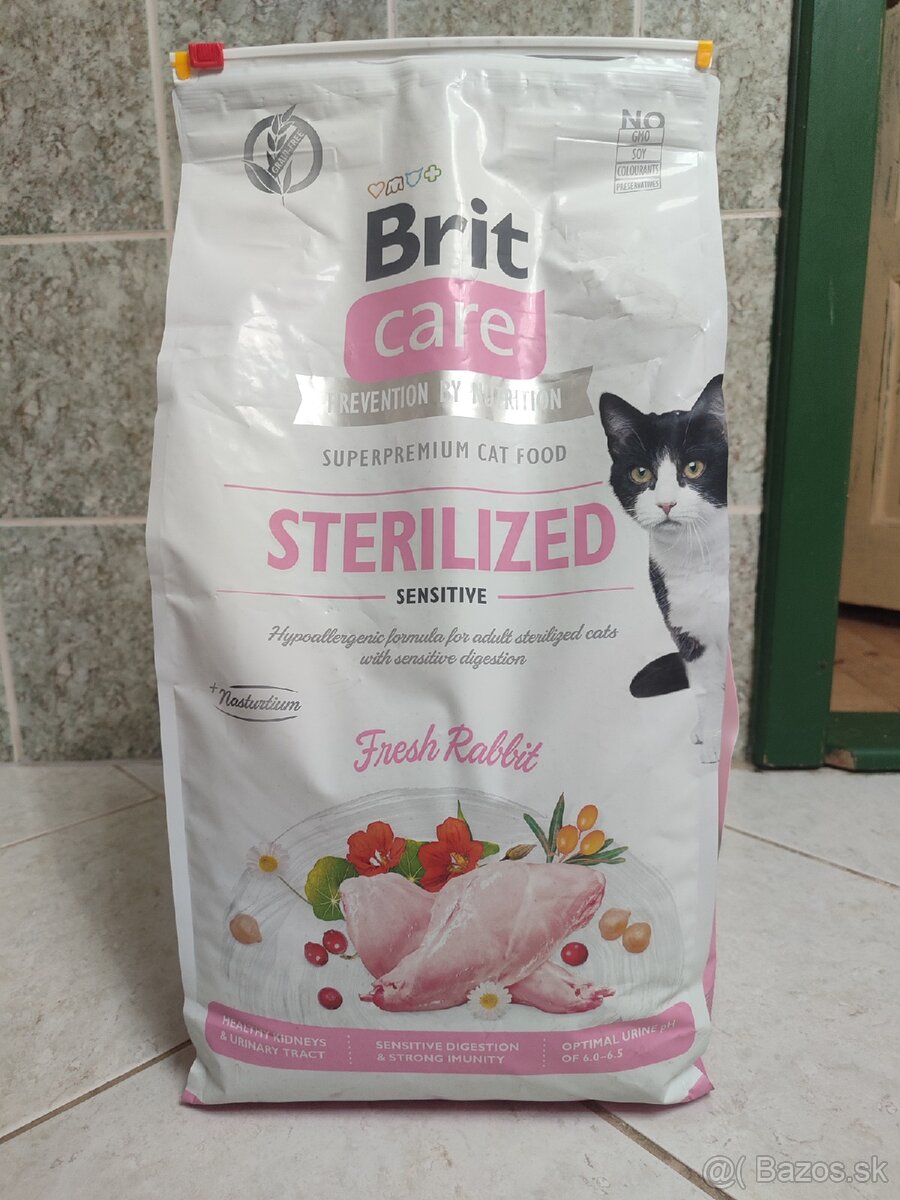 GRAIN-FREE
NO
GMO
SOY
COLOURANTS
PRESERVATIVES
Brit
care
PREVENTION BY NUTRITION
SUPERPREMIUM CAT FOOD
STERILIZED
SENSITIVE
Hypoallergenic formula for adult sterilized cats
with sensitive digestion
+ Nasturtium
Fresh Rabbit
HEALTHY KIDNEYS
& URINARY TRACT
SENSITIVE DIGESTION
& STRONG IMUNITY
OPTIMAL URINE pH
OF 6.0–6.5
@( Bazos.sk